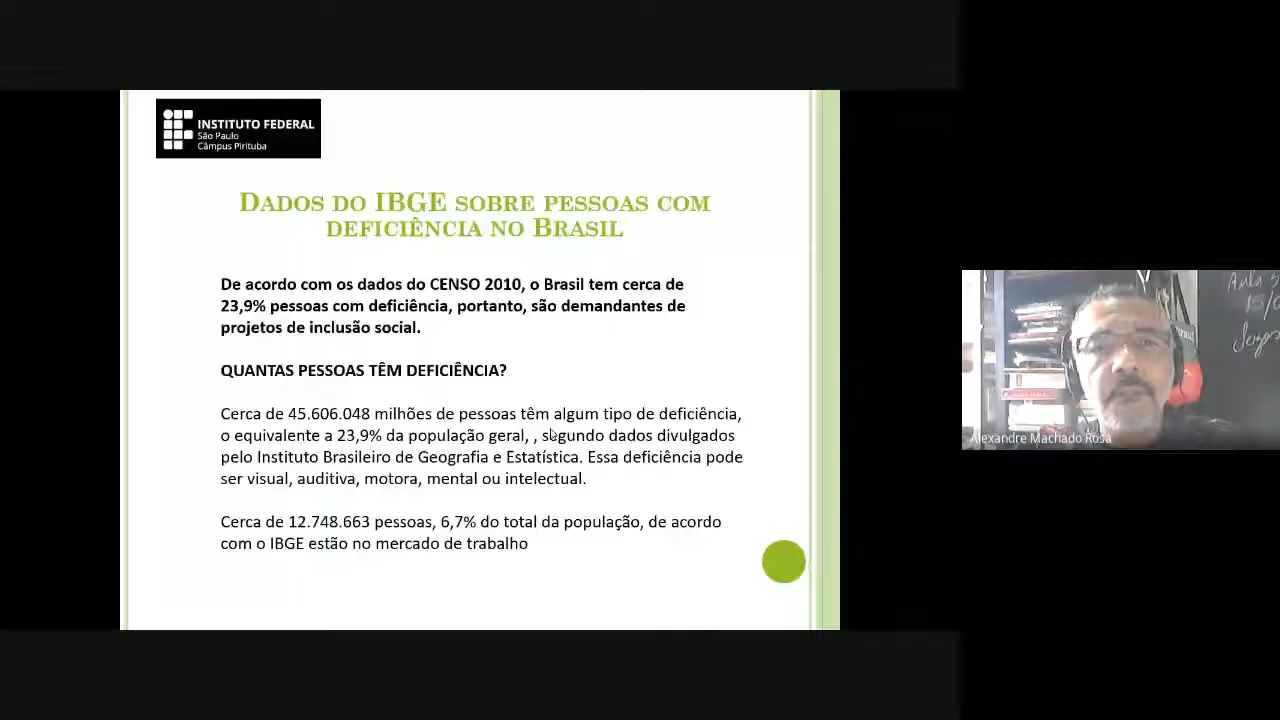 INSTITUTO FEDERAL
São Paulo
Câmpus Pirituba
Dados do IBGE sobre pessoas com
deficiência no Brasil
De acordo com os dados do CENSO 2010, o Brasil tem cerca de
23,9% pessoas com deficiência, portanto, são demandantes de
projetos de inclusão social.
QUANTAS PESSOAS TÊM DEFICIÊNCIA?
Cerca de 45.606.048 milhões de pessoas têm algum tipo de deficiência,
o equivalente a 23,9% da população geral, , segundo dados divulgados
pelo Instituto Brasileiro de Geografia e Estatística. Essa deficiência pode
ser visual, auditiva, motora, mental ou intelectual.
Cerca de 12.748.663 pessoas, 6,7% do total da população, de acordo
com o IBGE estão no mercado de trabalho
Aula 5
15/
Jogos
Alexandre Machado Rosa